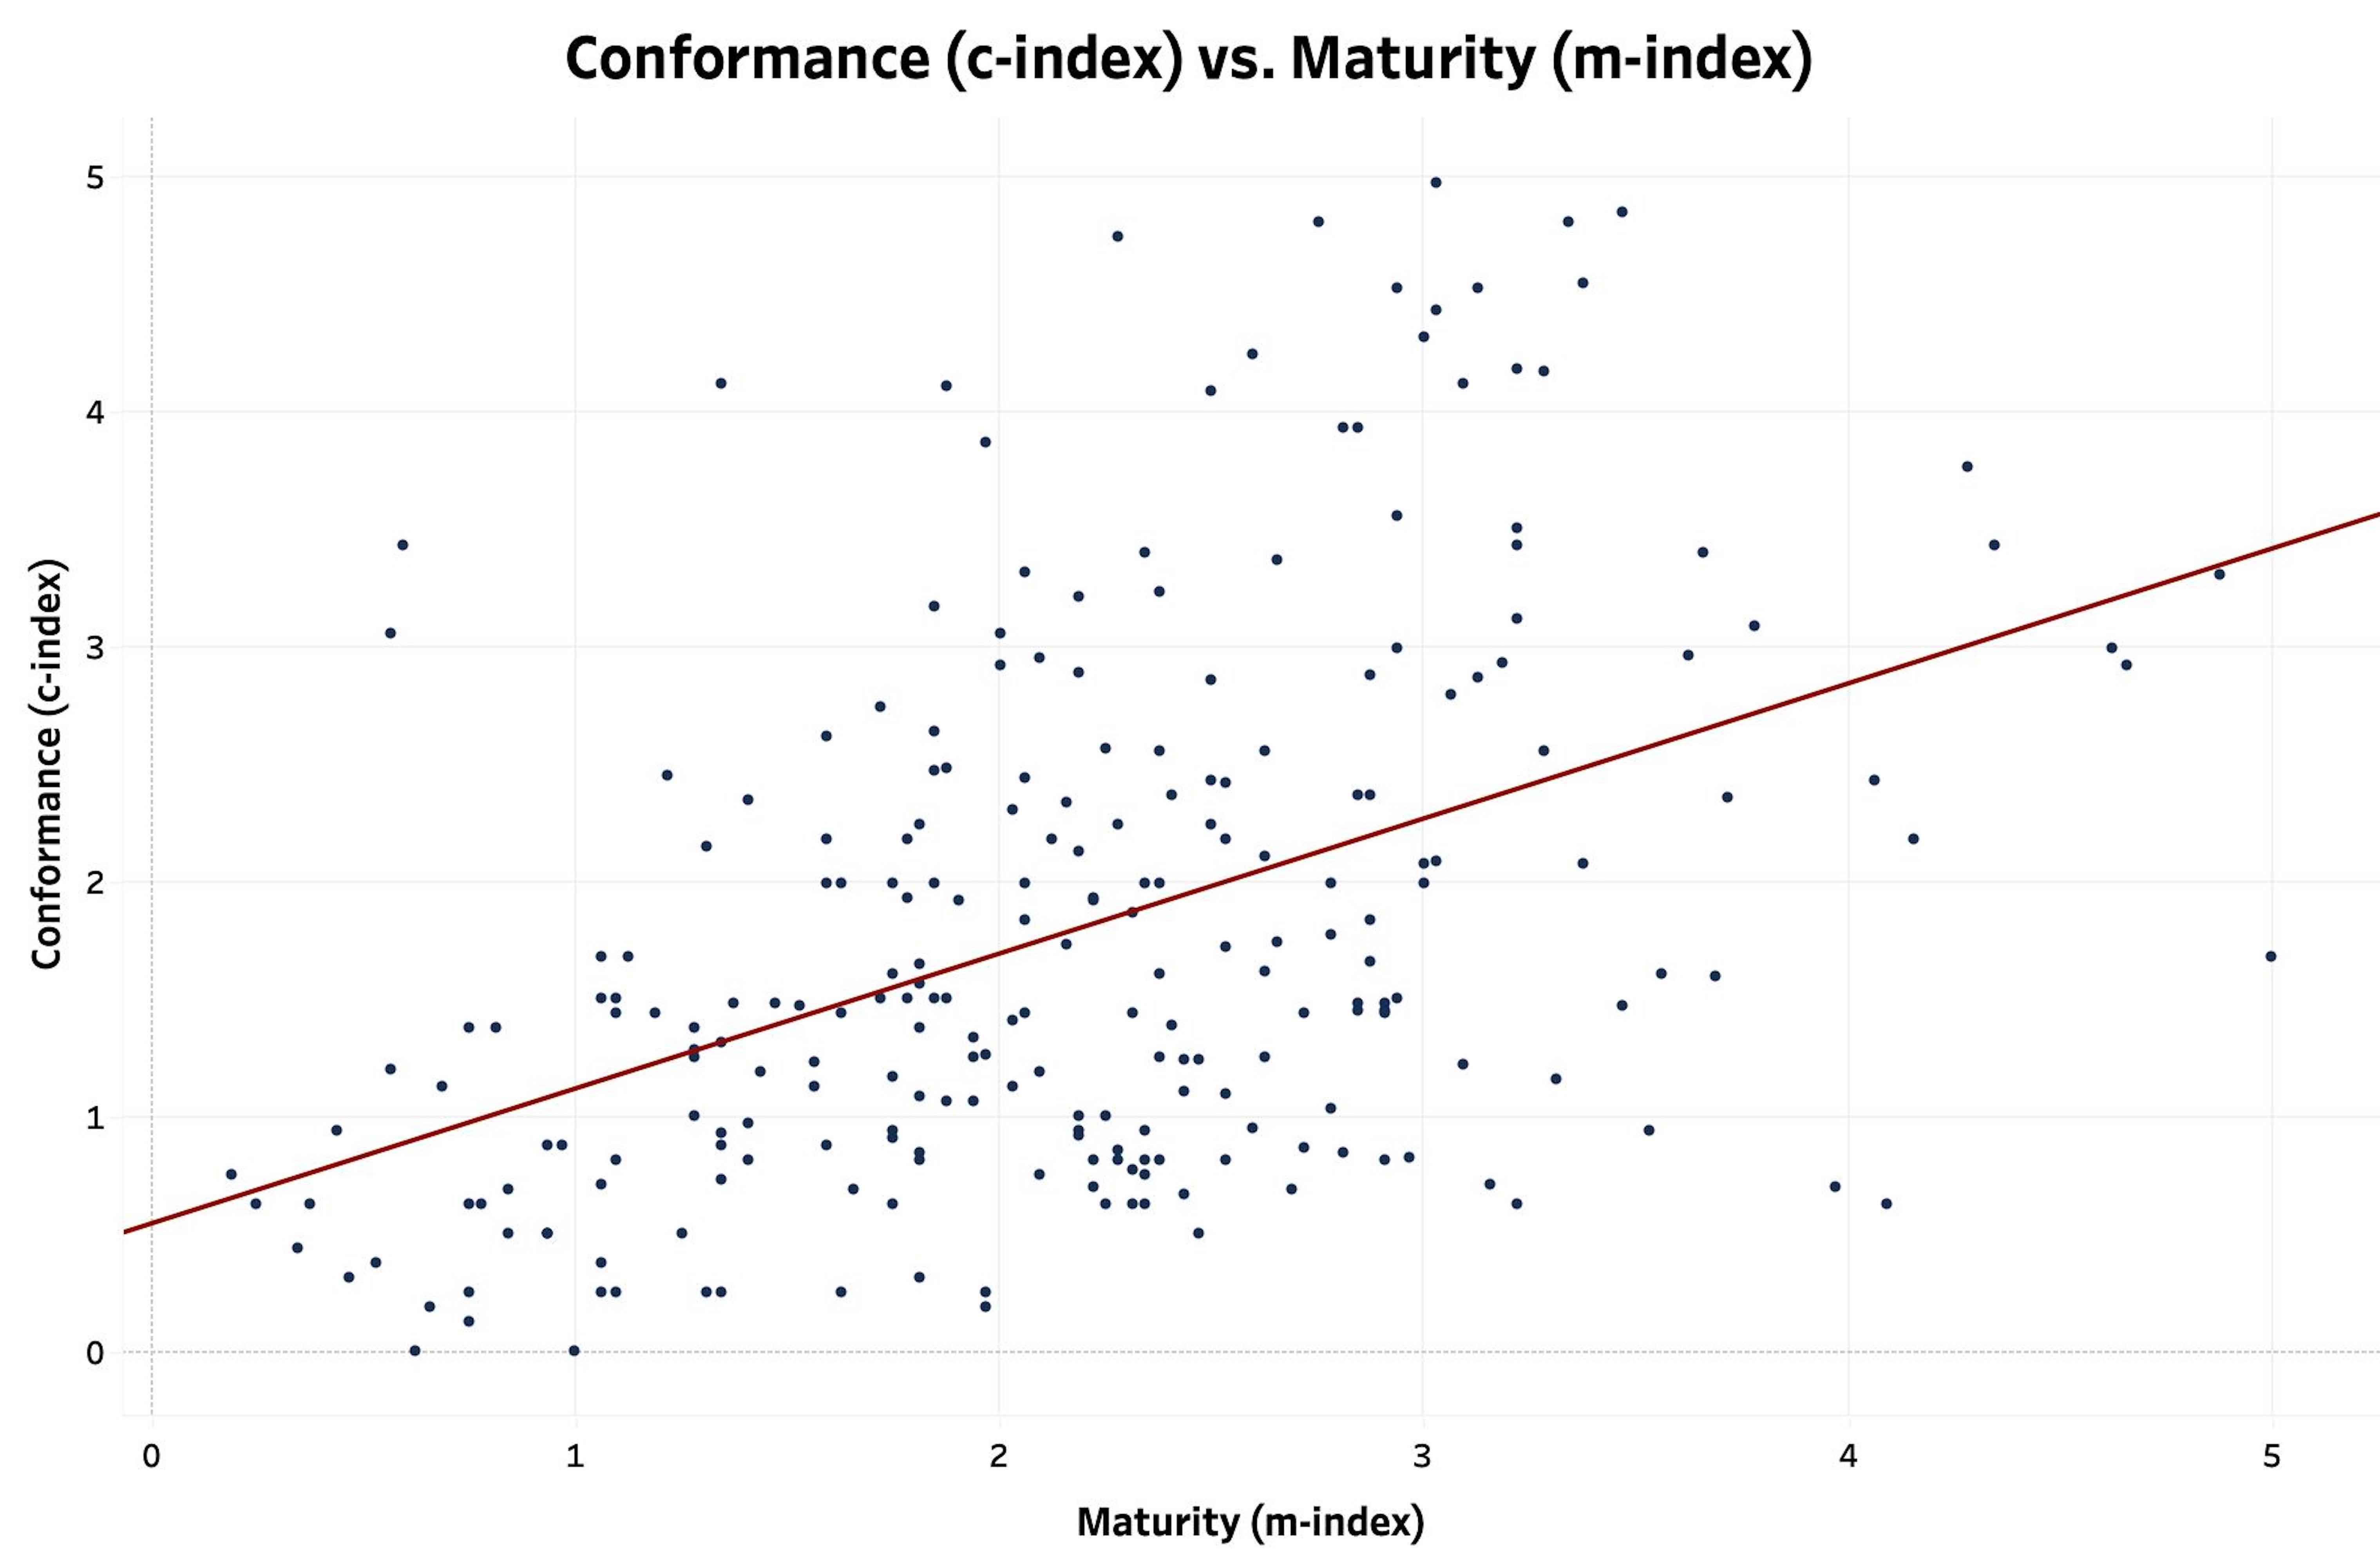 Conformance (c-index) vs. Maturity (m-index)
Conformance (c-index)
5
4
3
2
1
0
0 1 2 3 4 5
Maturity (m-index)